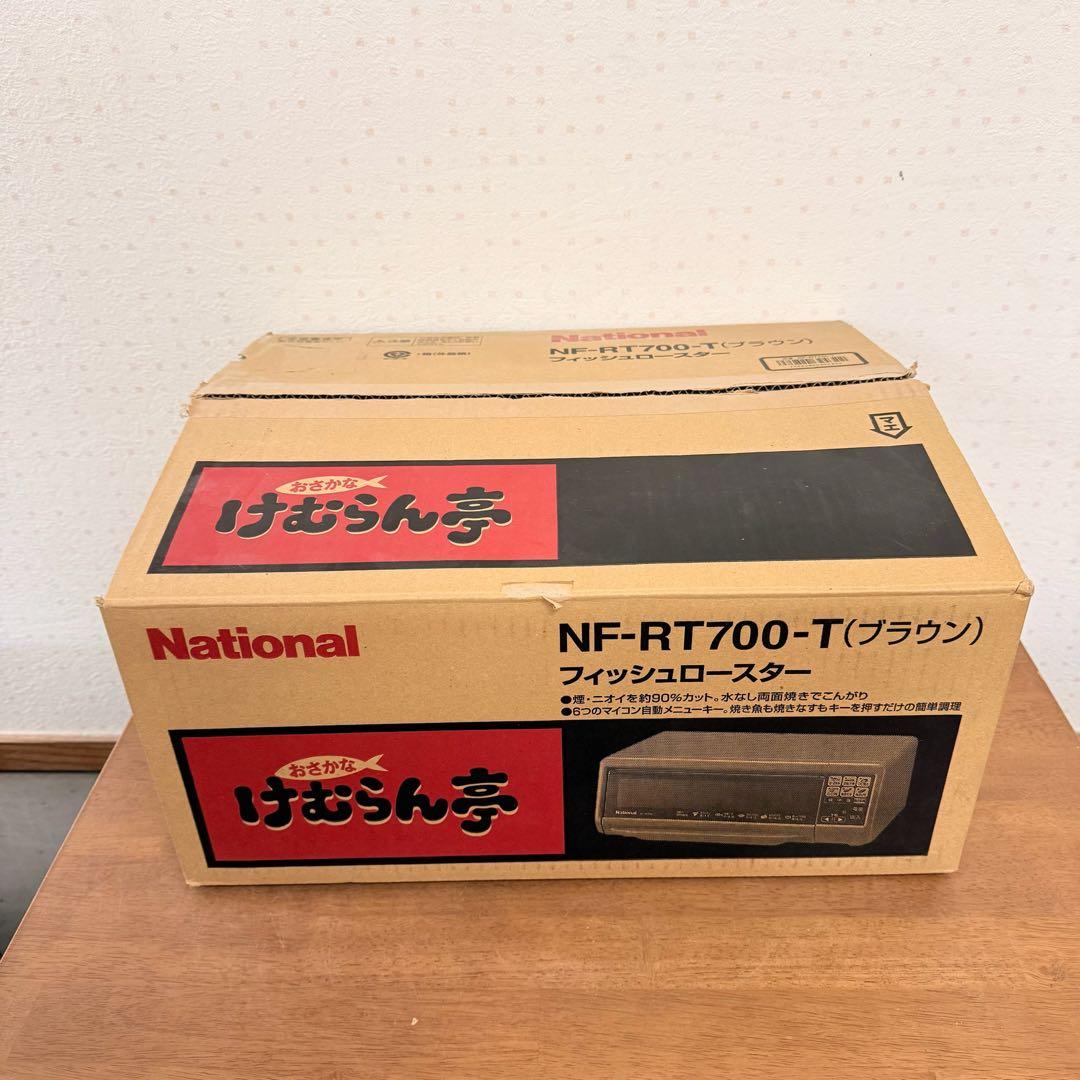 National
NF-RT700-T(ブラウン)
フィッシュロースター
マエ
おさかな
けむらん亭
National
NF-RT700-T(ブラウン)
フィッシュロースター
●煙・ニオイを約90%カット。水なし両面焼きでこんがり
●6つのマイコン自動メニューキー。焼き魚も焼きなすもキーを押すだけの簡単調理
おさかな
けむらん亭
National